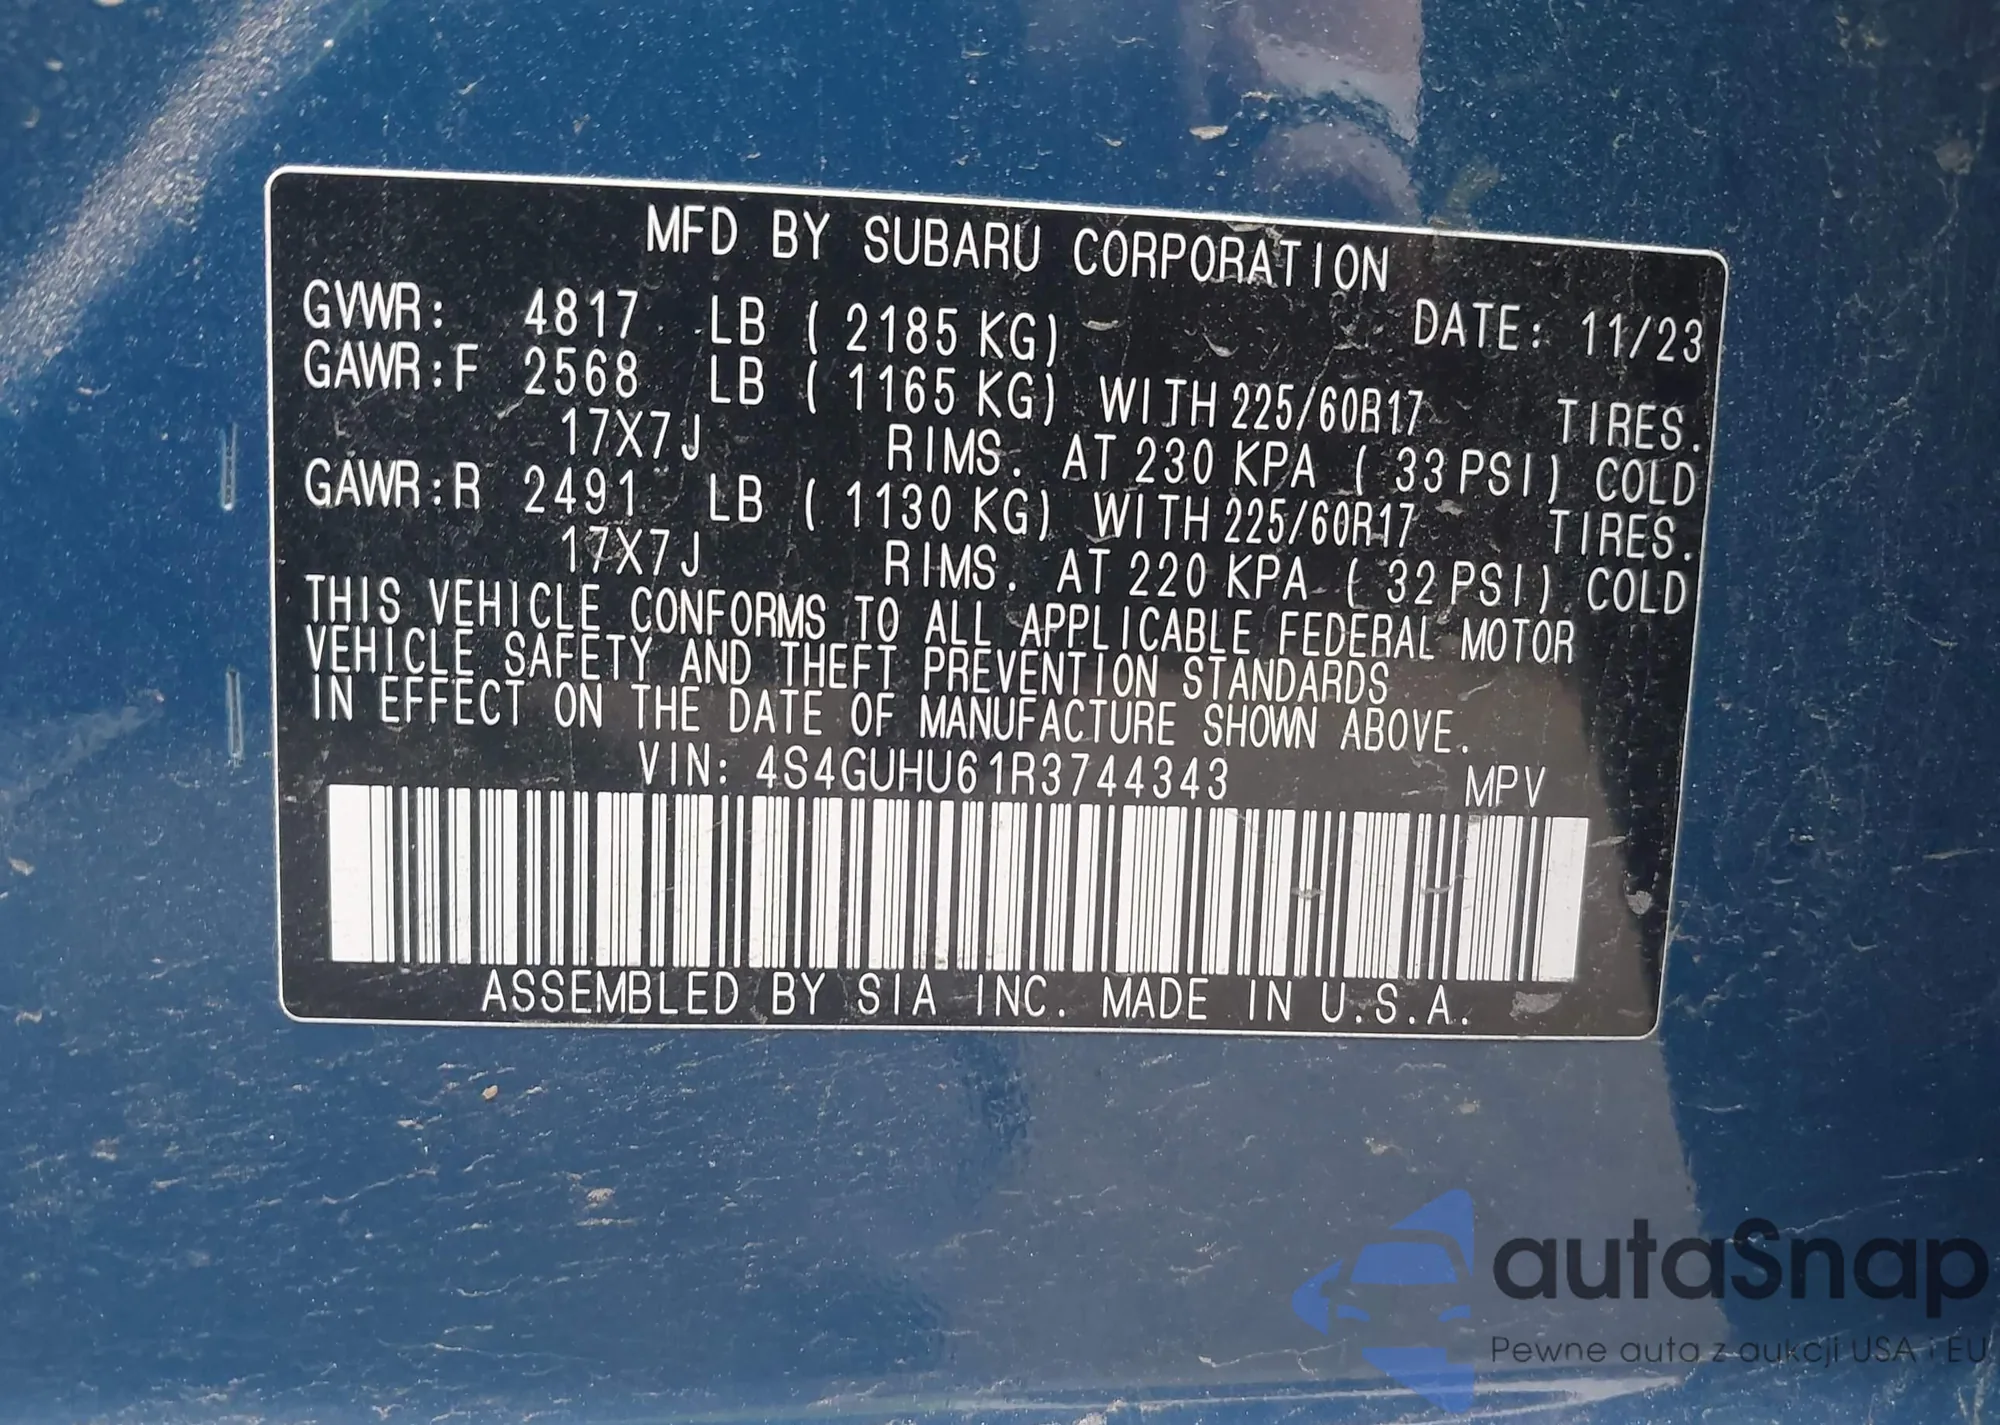 MFD BY SUBARU CORPORATION
GVWR: 4817 LB ( 2185 KG) DATE: 11/23
GAWR:F 2568 LB ( 1165 KG) WITH 225/60R17 TIRES.
17X7J RIMS. AT 230 KPA ( 33 PSI) COLD
GAWR:R 2491 LB ( 1130 KG) WITH 225/60R17 TIRES.
17X7J RIMS. AT 220 KPA ( 32 PSI) COLD
THIS VEHICLE CONFORMS TO ALL APPLICABLE FEDERAL MOTOR
VEHICLE SAFETY AND THEFT PREVENTION STANDARDS
IN EFFECT ON THE DATE OF MANUFACTURE SHOWN ABOVE.
VIN: 4S4GUHU61R3744343 MPV
ASSEMBLED BY SIA INC. MADE IN U.S.A.
autaSnap
Pewne auta z aukcji USA i EU